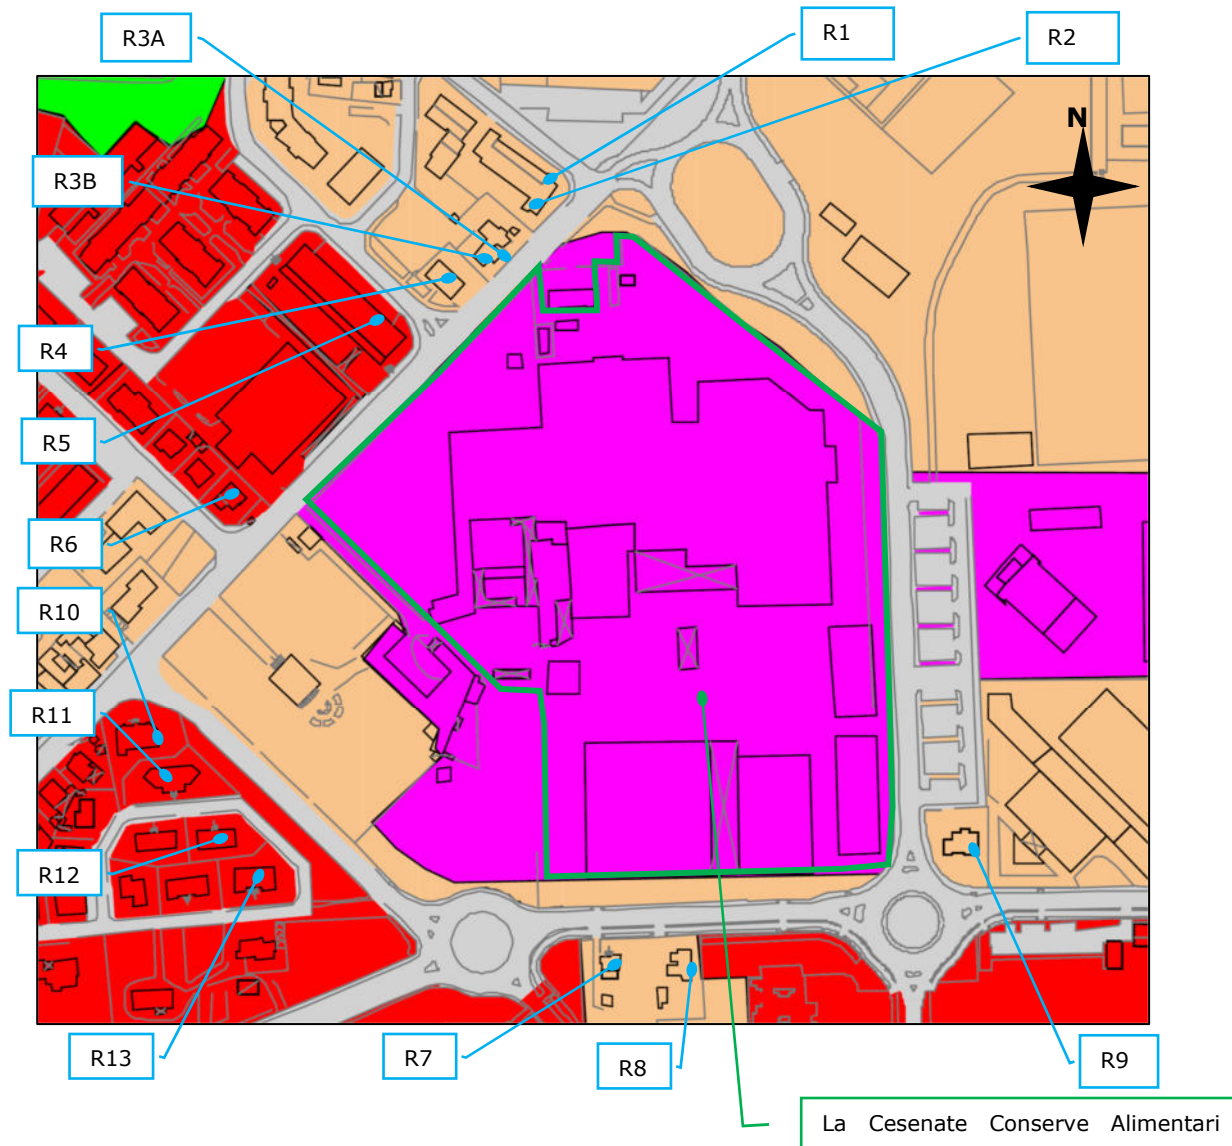 R3A
R1
R2
N
R3B
R4
R5
R6
R10
R11
R12
R13
R7
R8
R9
La Cesenate Conserve Alimentari